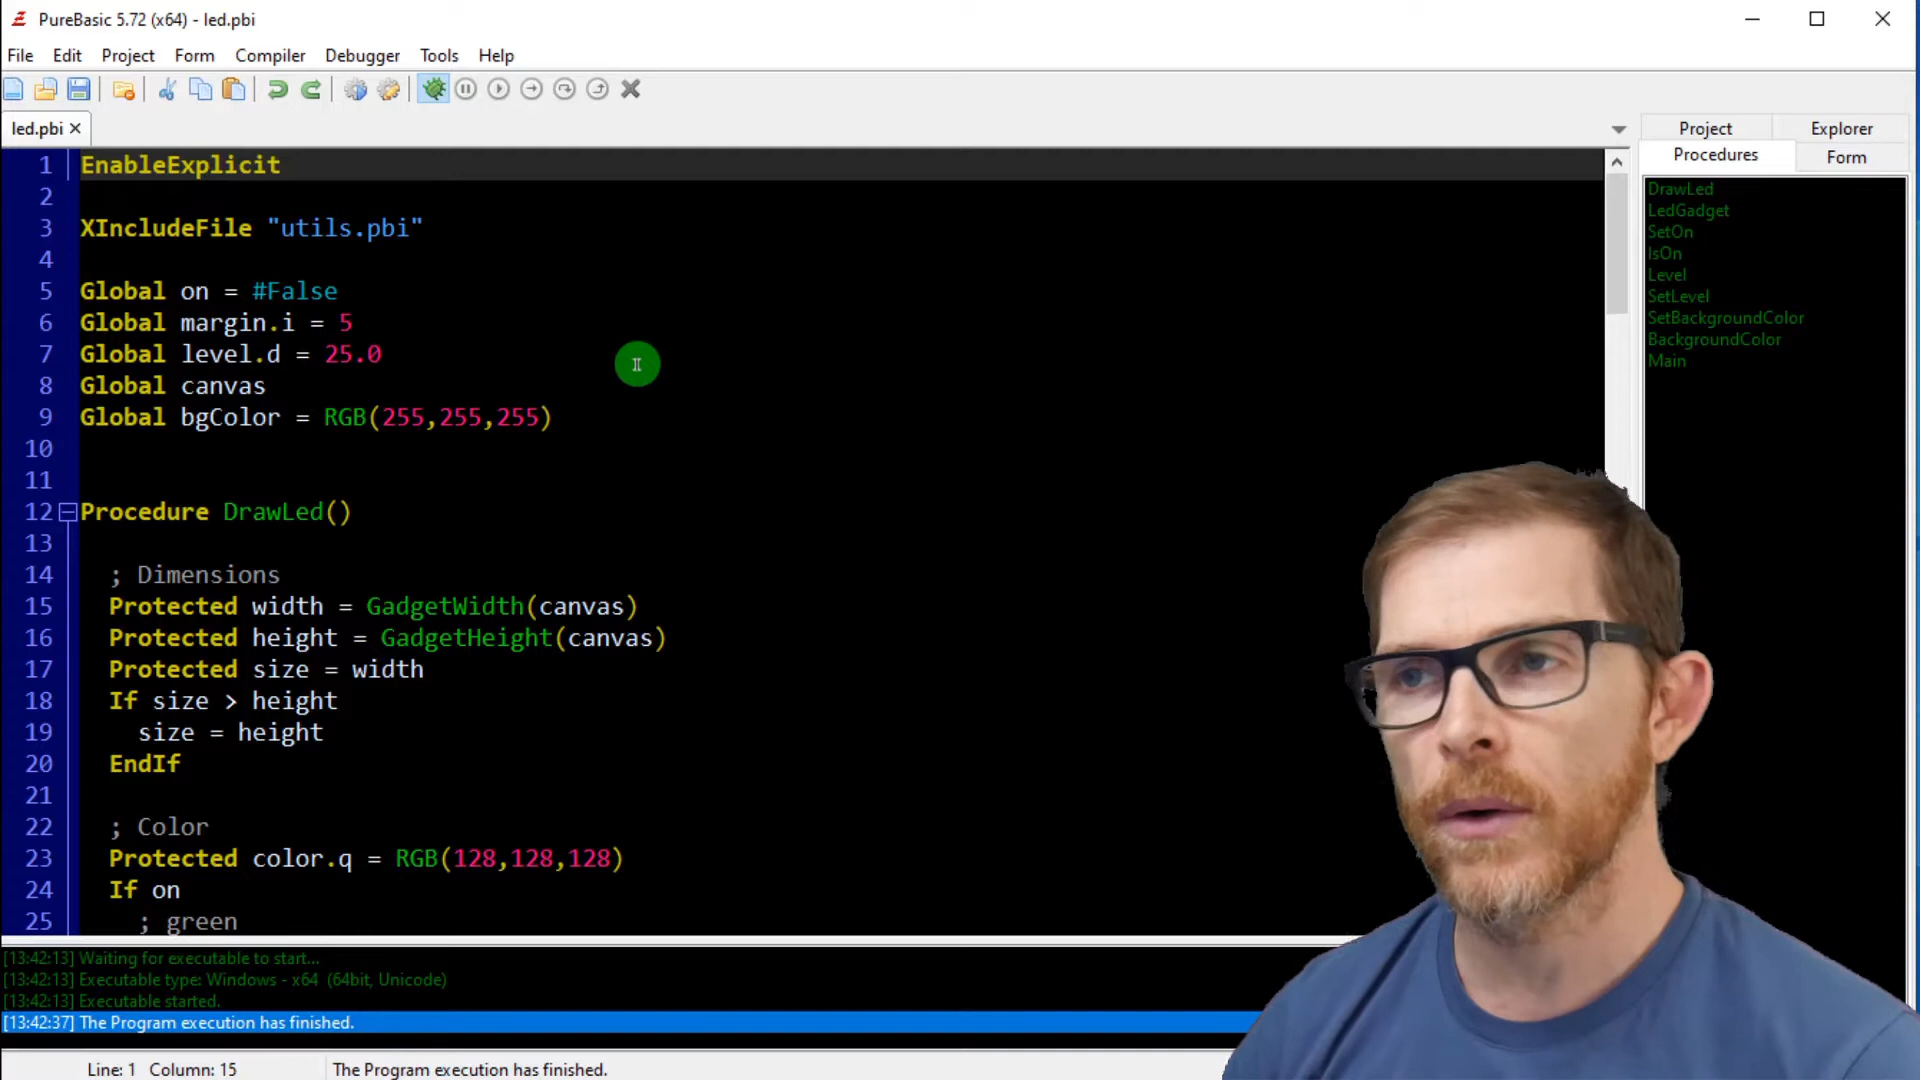 PureBasic 5.72 (x64) - led.pbi
File Edit Project Form Compiler Debugger Tools Help
led.pbi
Project Explorer
Procedures Form
1 EnableExplicit
2
3 XIncludeFile "utils.pbi"
4
5 Global on = #False
6 Global margin.i = 5
7 Global level.d = 25.0
8 Global canvas
9 Global bgColor = RGB(255,255,255)
10
11
12 Procedure DrawLed()
13
14 ; Dimensions
15 Protected width = GadgetWidth(canvas)
16 Protected height = GadgetHeight(canvas)
17 Protected size = width
18 If size > height
19 size = height
20 EndIf
21
22 ; Color
23 Protected color.q = RGB(128,128,128)
24 If on
25 ; green
DrawLed
LedGadget
SetOn
IsOn
Level
SetLevel
SetBackgroundColor
BackgroundColor
Main
[13:42:13] Waiting for executable to start...
[13:42:13] Executable type: Windows - x64 (64bit, Unicode)
[13:42:13] Executable started.
[13:42:37] The Program execution has finished.
Line: 1 Column: 15 The Program execution has finished.